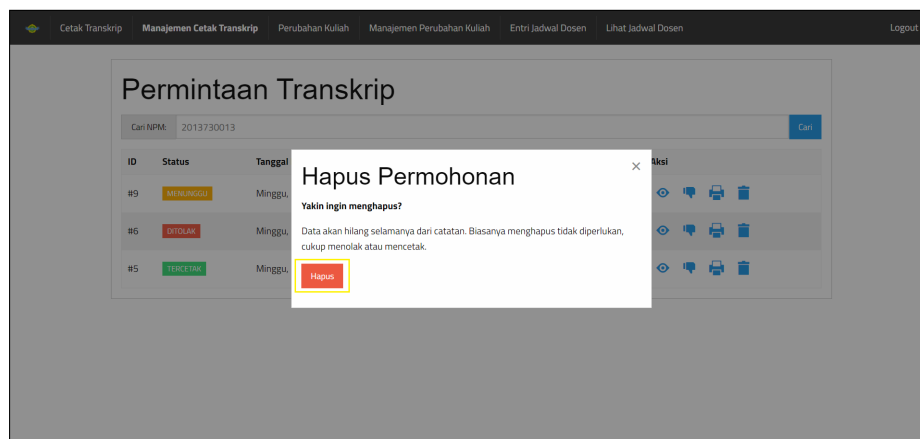 Cetak Transkrip Manajemen Cetak Transkrip Perubahan Kuliah Manajemen Perubahan Kuliah Entri Jadwal Dosen Lihat Jadwal Dosen Logout
Permintaan Transkrip
Cari NPM: 2013730013 Cari
ID Status Tanggal Aksi
Hapus Permohonan ×
#9 MENUNGGU Minggu,
Yakin ingin menghapus?
#6 DITOLAK Minggu,
Data akan hilang selamanya dari catatan. Biasanya menghapus tidak diperlukan,
cukup menolak atau mencetak.
#5 TERCETAK Minggu,
Hapus